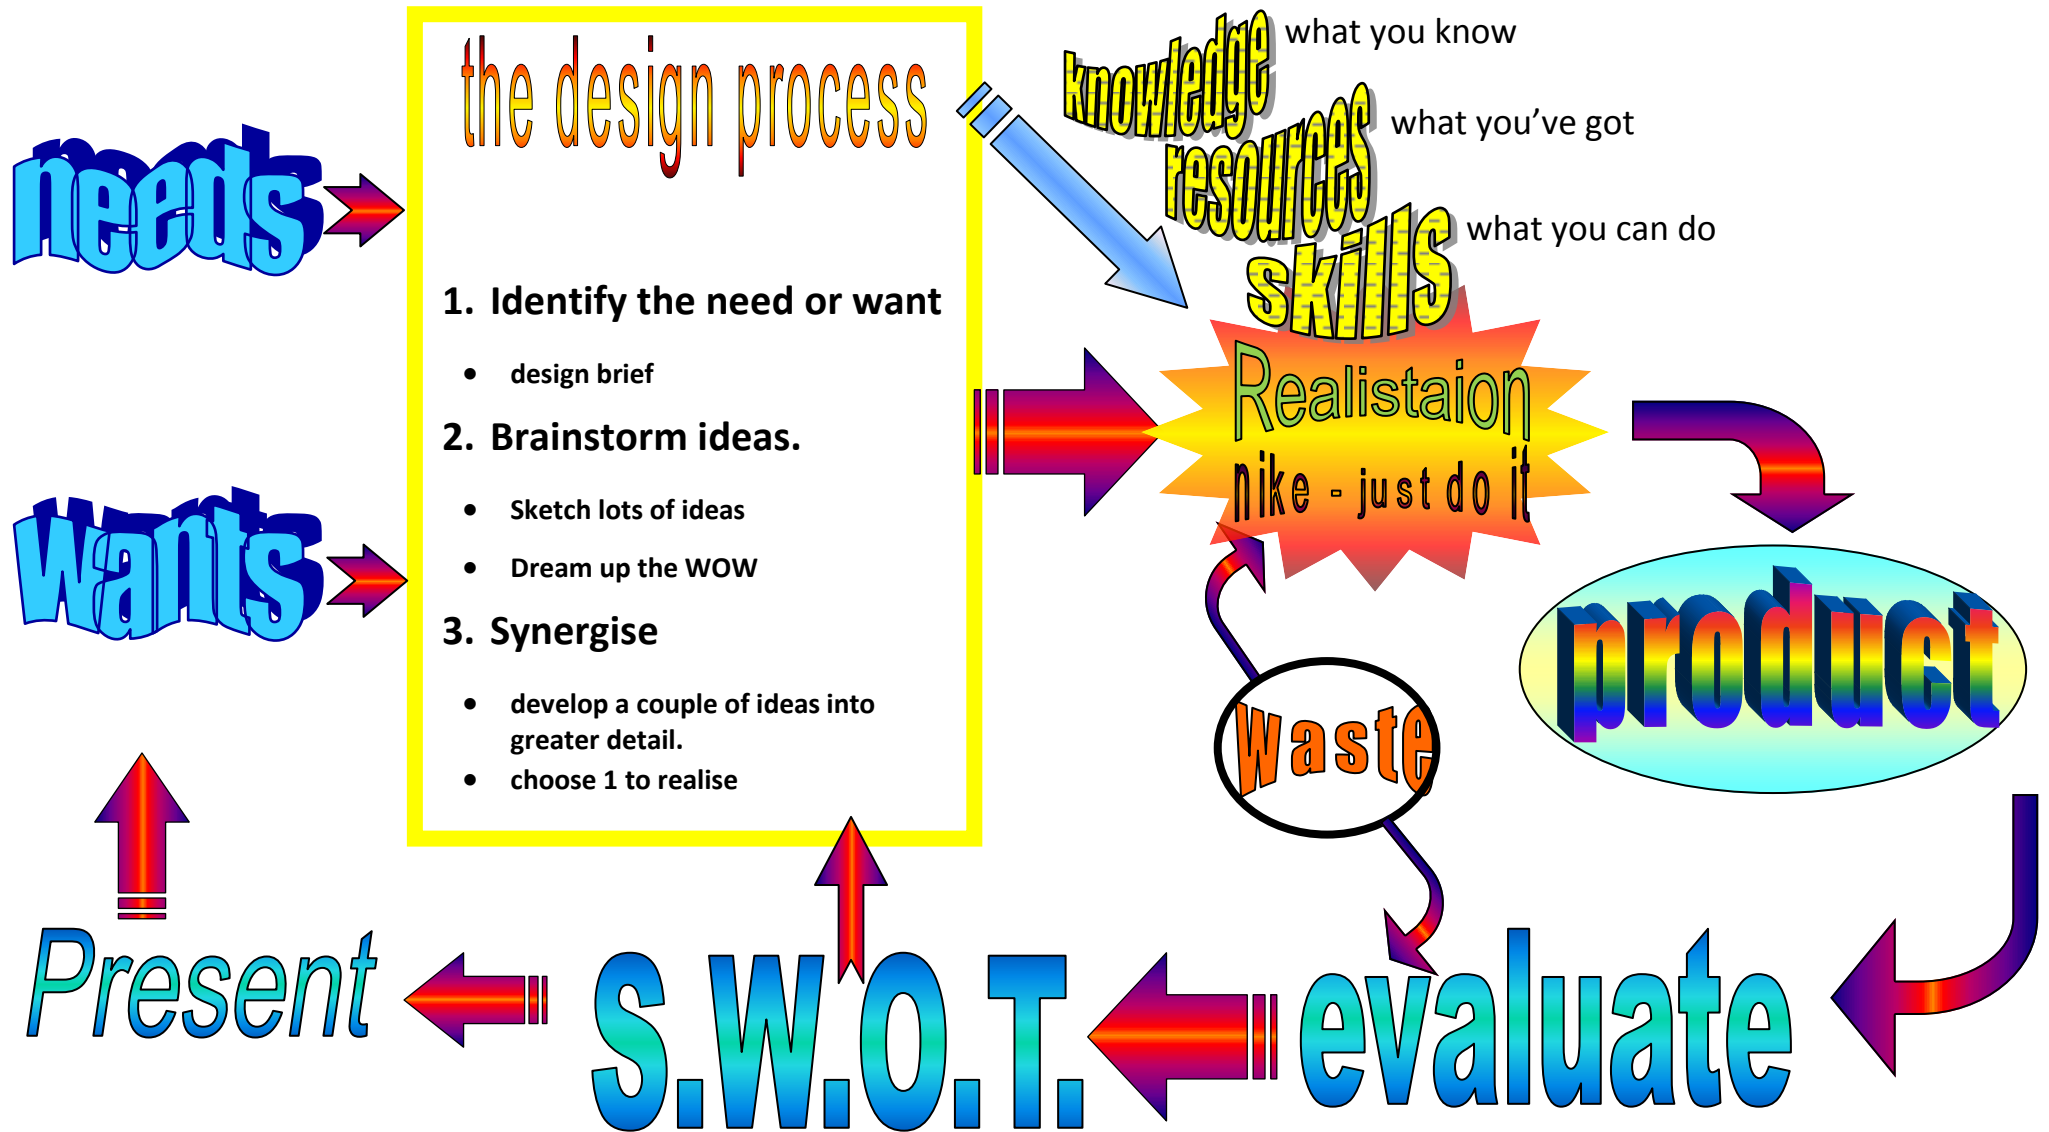 needs
wants
the design process
1. Identify the need or want
• design brief
2. Brainstorm ideas.
• Sketch lots of ideas
• Dream up the WOW
3. Synergise
• develop a couple of ideas into
greater detail.
• choose 1 to realise
knowledge what you know
resources what you've got
skills what you can do
Realistaion
nike - just do it
product
waste
evaluate
S.W.O.T.
Present